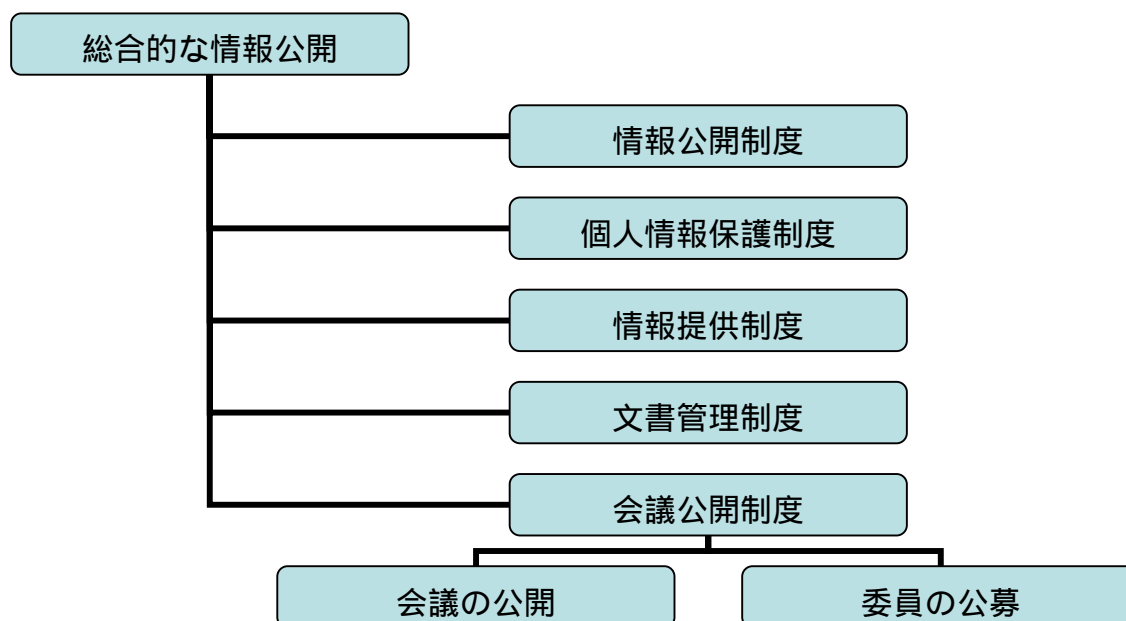 総合的な情報公開
情報公開制度
個人情報保護制度
情報提供制度
文書管理制度
会議公開制度
会議の公開
委員の公募